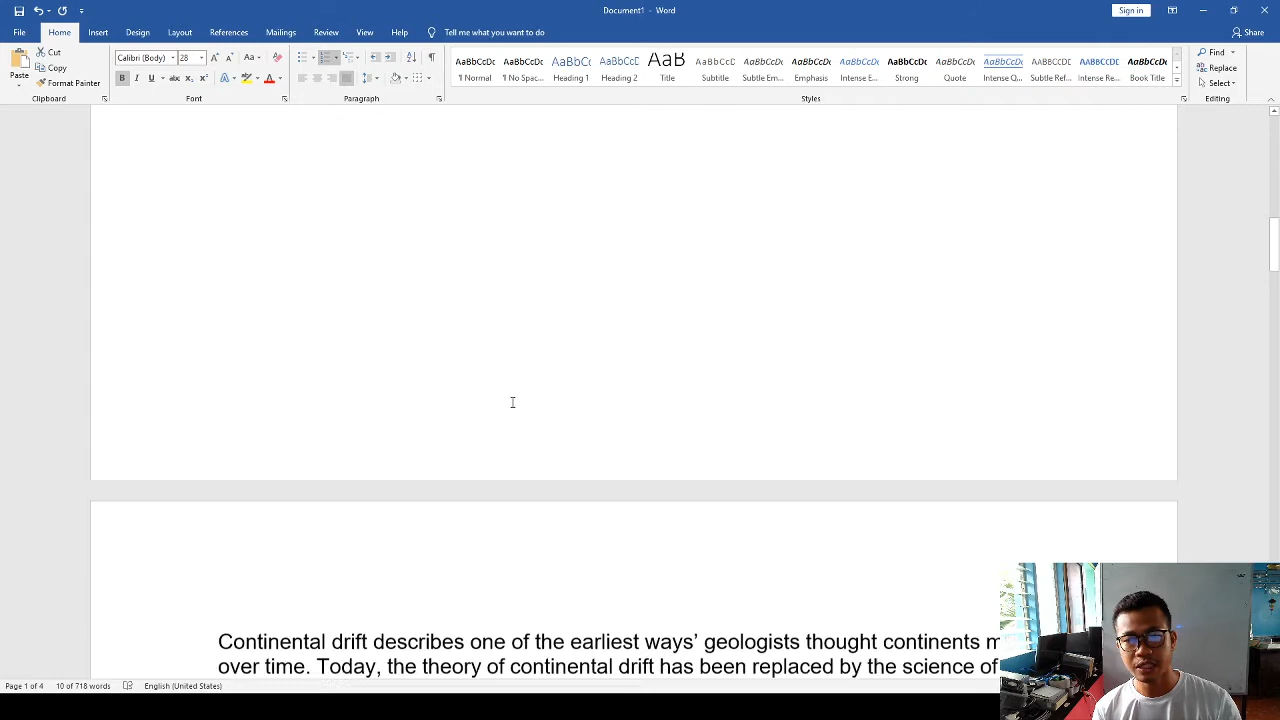 Document1 - Word
Sign in
File Home Insert Design Layout References Mailings Review View Help Tell me what you want to do Share
Paste
Cut
Copy
Format Painter
Calibri (Body) 28
AaBbCcDc AaBbCcDc AaBbC AaBbCcD AaB AaBbCcD AaBbCcDc AaBbCcDc AaBbCcDc AaBbCcDc AaBbCcDc AaBbCcDc AABBCCDE AABBCCDE AaBbCcDc
¶ Normal ¶ No Spac... Heading 1 Heading 2 Title Subtitle Subtle Em... Emphasis Intense E... Strong Quote Intense Q... Subtle Ref... Intense Re... Book Title
Find
Replace
Select
Clipboard Font Paragraph Styles Editing
Continental drift describes one of the earliest ways’ geologists thought continents
over time. Today, the theory of continental drift has been replaced by the science of
Page 1 of 4 10 of 718 words English (United States)